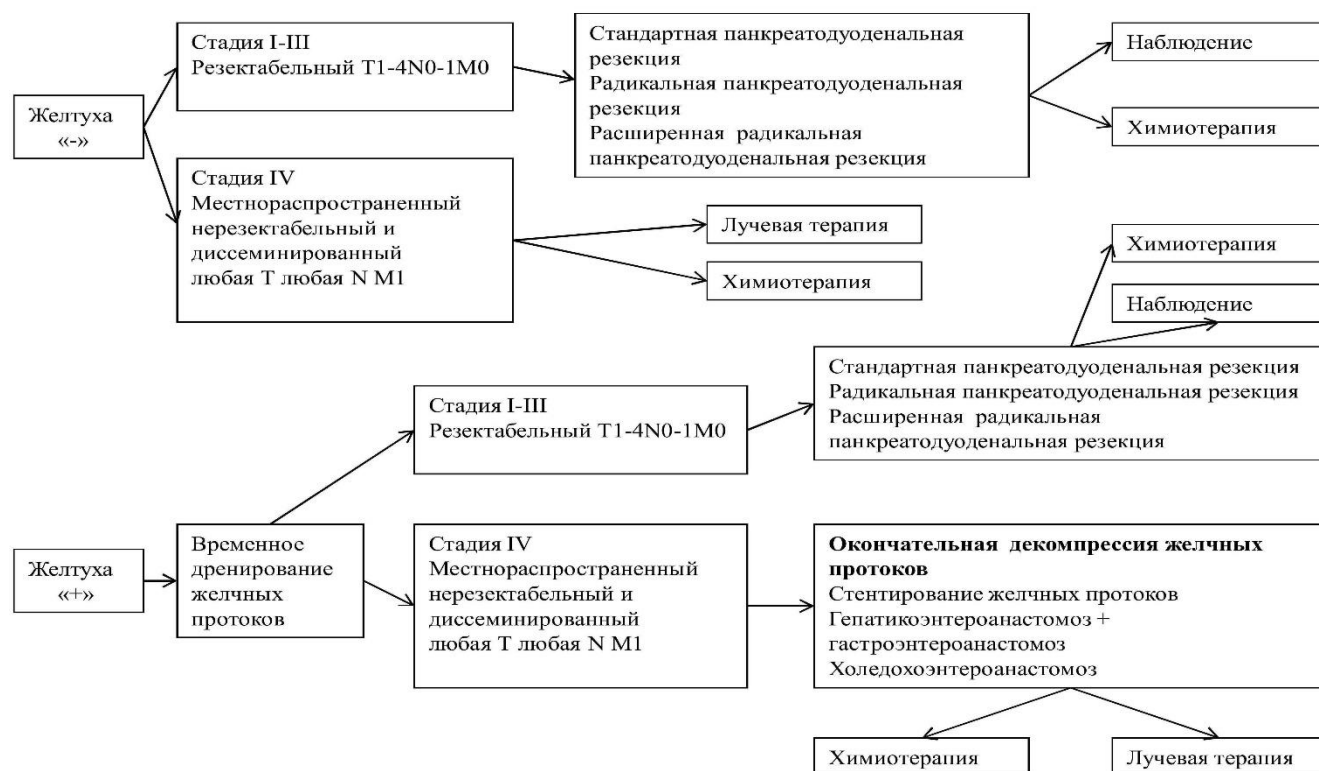 Желтуха
«-»
Стадия I-III
Резектабельный T1-4N0-1M0
Стандартная панкреатодуоденальная
резекция
Радикальная панкреатодуоденальная
резекция
Расширенная радикальная
панкреатодуоденальная резекция
Наблюдение
Химиотерапия
Стадия IV
Местнораспространенный
нерезектабельный и
диссеминированный
любая T любая N M1
Лучевая терапия
Химиотерапия
Химиотерапия
Наблюдение
Стандартная панкреатодуоденальная резекция
Радикальная панкреатодуоденальная резекция
Расширенная радикальная
панкреатодуоденальная резекция
Стадия I-III
Резектабельный T1-4N0-1M0
Желтуха
«+»
Временное
дренирование
желчных
протоков
Стадия IV
Местнораспространенный
нерезектабельный и
диссеминированный
любая T любая N M1
Окончательная декомпрессия желчных
протоков
Стентирование желчных протоков
Гепатикоэнтероанастомоз +
гастроэнтероанастомоз
Холедохоэнтероанастомоз
Химиотерапия
Лучевая терапия